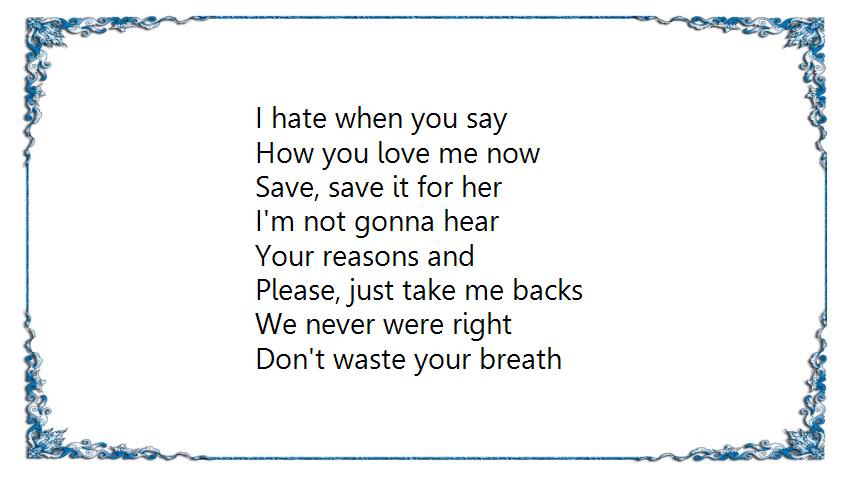 I hate when you say
How you love me now
Save, save it for her
I'm not gonna hear
Your reasons and
Please, just take me backs
We never were right
Don't waste your breath